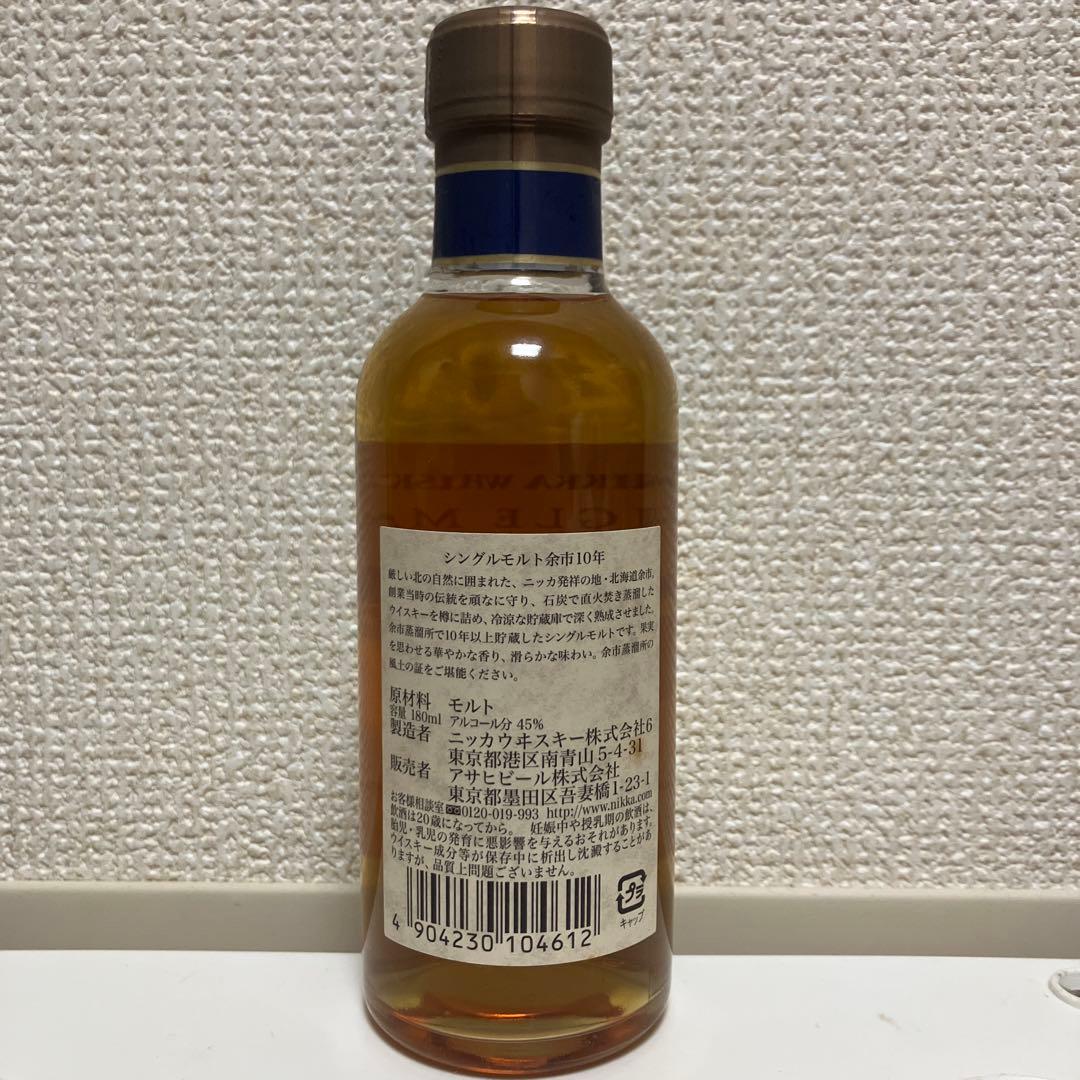 NIKKA WHISK
NGLE MA
シングルモルト余市10年
厳しい北の自然に囲まれた、ニッカ発祥の地・北海道余市。
創業当時の伝統を頑なに守り、石炭で直火焚き蒸溜した
ウイスキーを樽に詰め、冷涼な貯蔵庫で深く熟成させました。
余市蒸溜所で10年以上貯蔵したシングルモルトです。果実
を思わせる華やかな香り、滑らかな味わい。余市蒸溜所の
風土の証をご堪能ください。
原材料 モルト
容量 180ml アルコール分 45%
製造者 ニッカウヰスキー株式会社6
東京都港区南青山5-4-31
販売者 アサヒビール株式会社
東京都墨田区吾妻橋1-23-1
お客様相談室 0120-019-993 http://www.nikka.com
飲酒は20歳になってから。 妊娠中や授乳期の飲酒は、
胎児・乳児の発育に悪影響を与えるおそれがあります。
ウイスキー成分等が保存中に析出し沈澱することがあ
りますが、品質上問題ございません。
4 904230 104612
プラ
キャップ